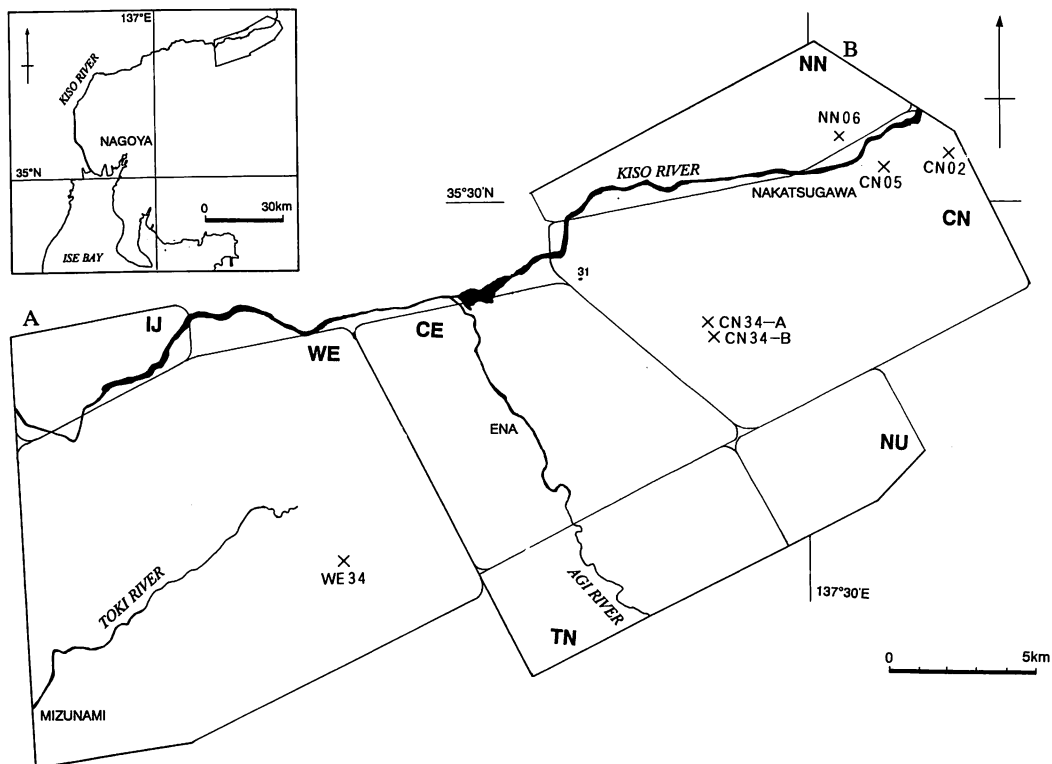 137°E
KISO RIVER
NAGOYA
35°N
0 30km
ISE BAY
B
NN
NN06
KISO RIVER
CN05
CN02
NAKATSUGAWA
35°30'N
CN
31
A
IJ
WE
CE
CN34-A
CN34-B
ENA
NU
WE34
TOKI RIVER
AGI RIVER
137°30'E
TN
0 5km
MIZUNAMI